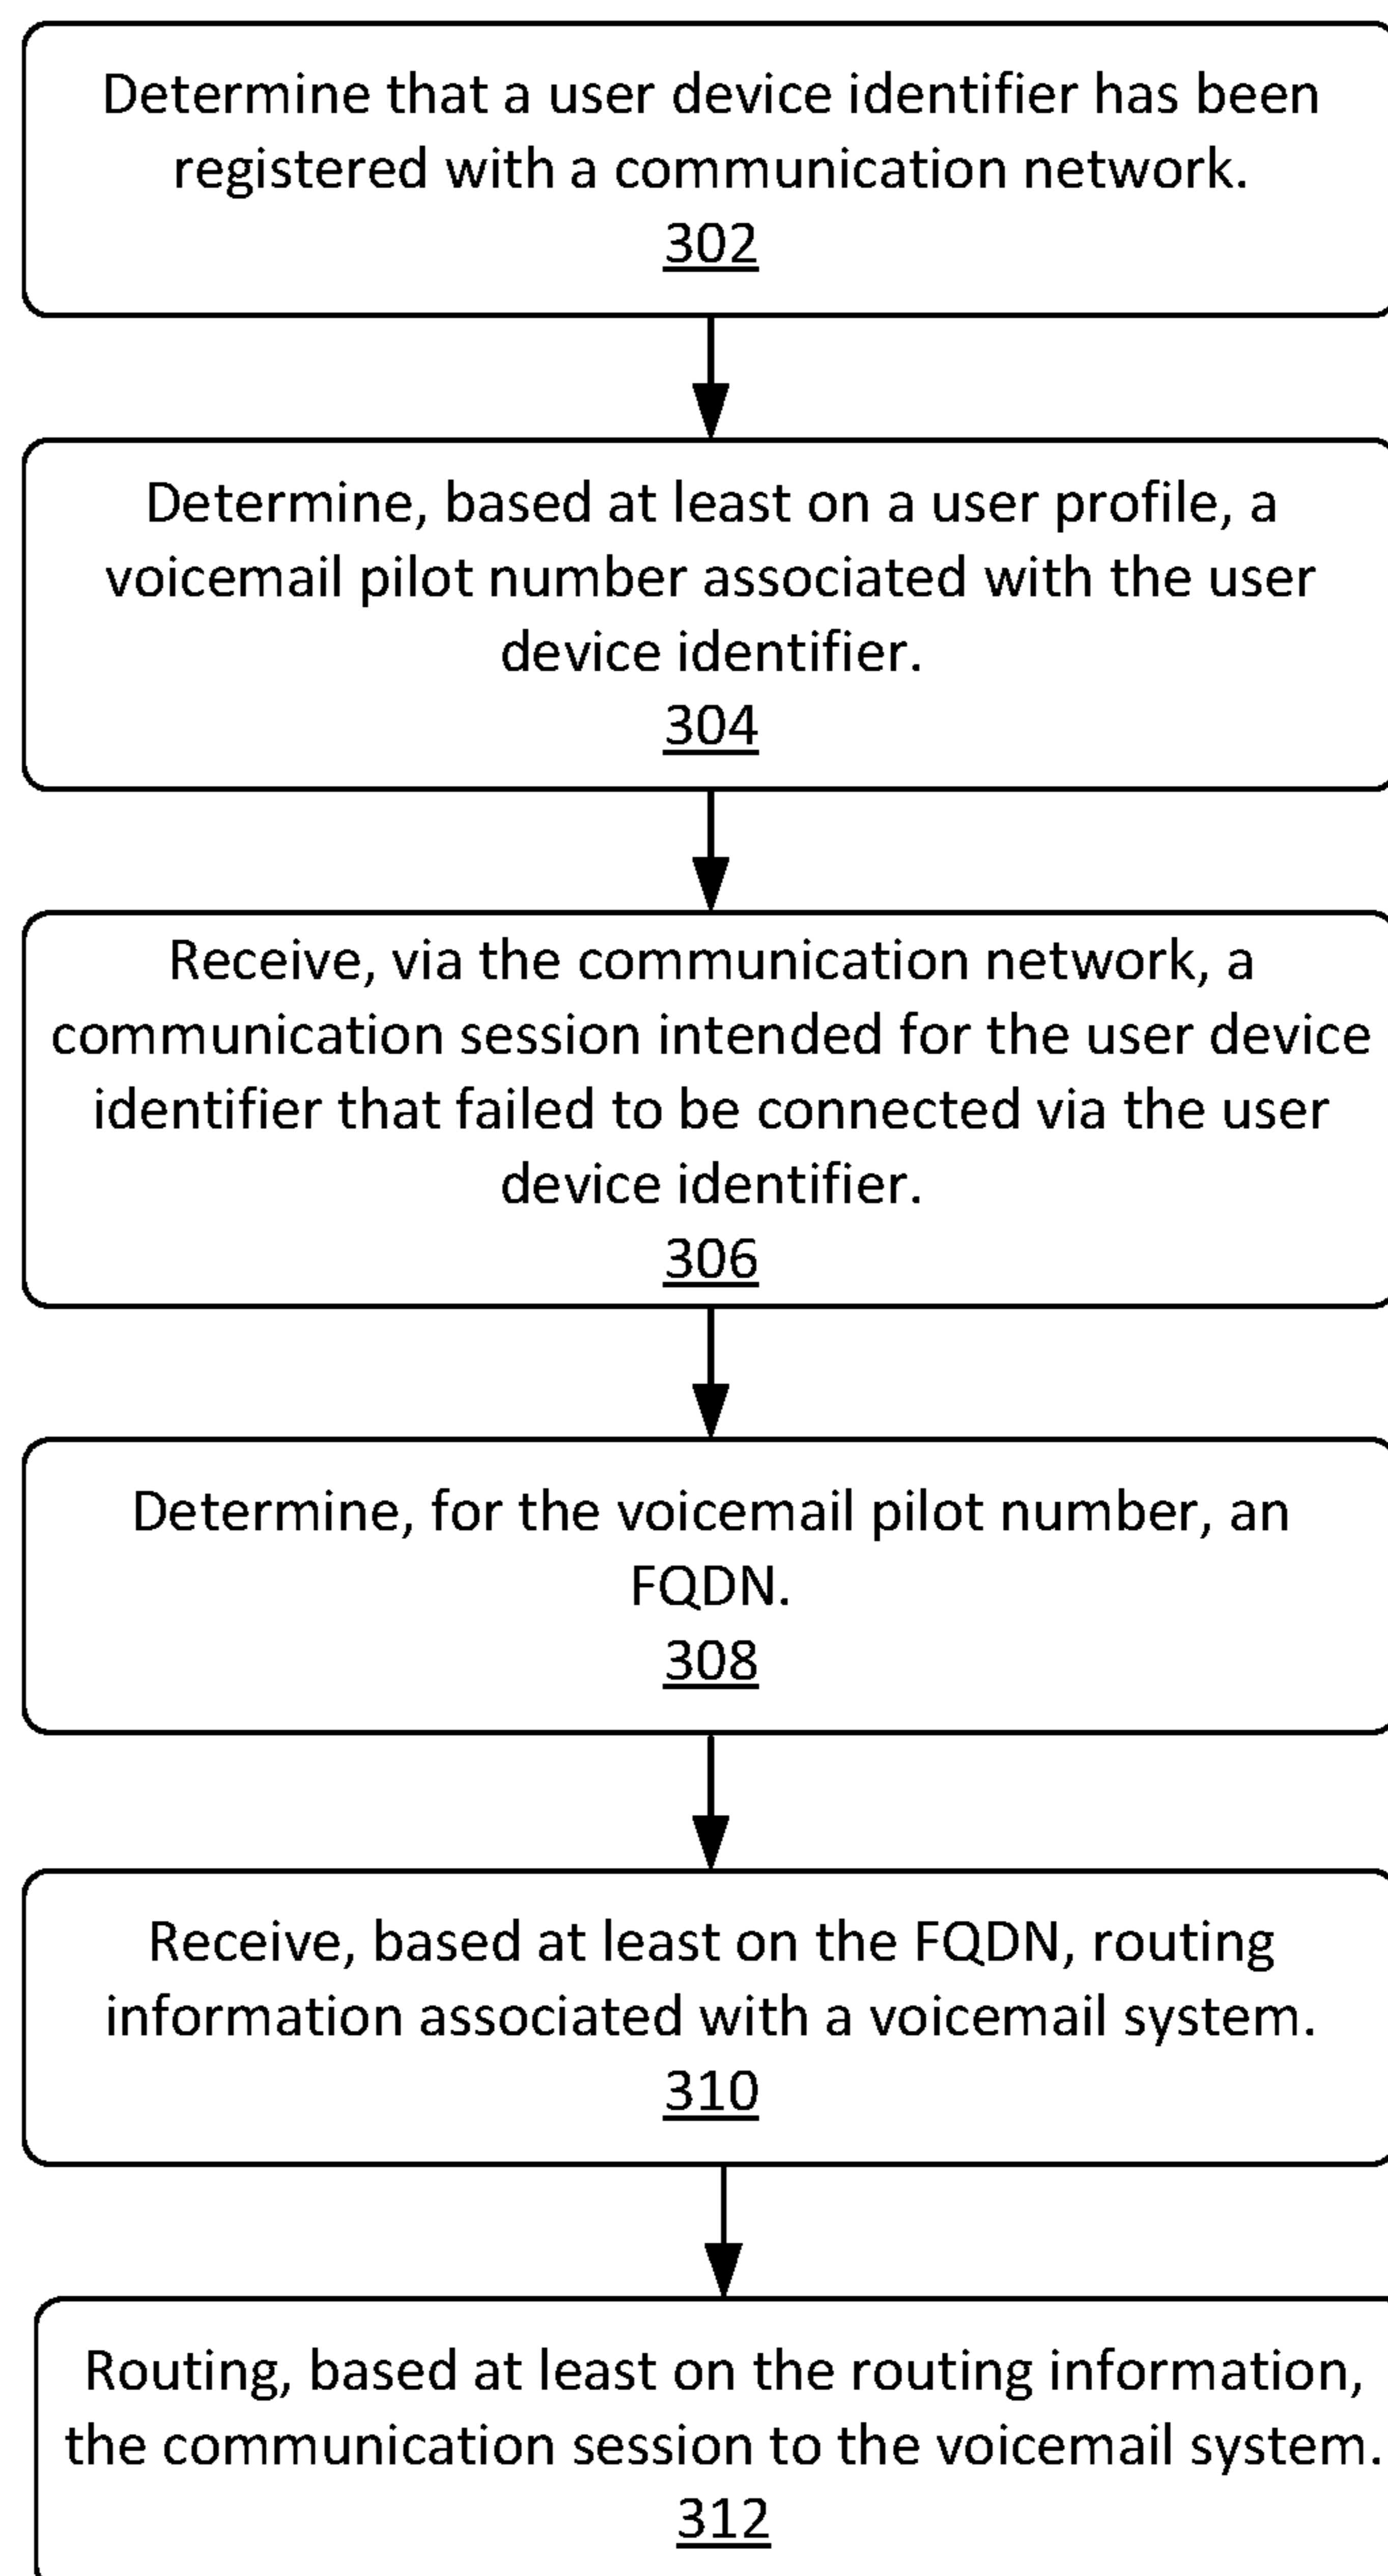 Determine that a user device identifier has been
registered with a communication network.
302
Determine, based at least on a user profile, a
voicemail pilot number associated with the user
device identifier.
304
Receive, via the communication network, a
communication session intended for the user device
identifier that failed to be connected via the user
device identifier.
306
Determine, for the voicemail pilot number, an
FQDN.
308
Receive, based at least on the FQDN, routing
information associated with a voicemail system.
310
Routing, based at least on the routing information,
the communication session to the voicemail system.
312